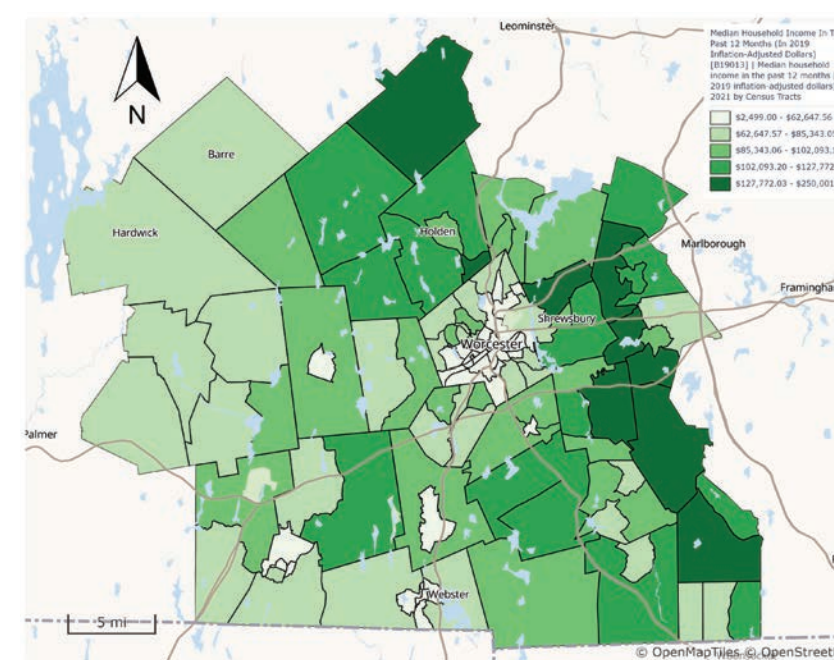 Leominster
Median Household Income In T
Past 12 Months (In 2019
Inflation-Adjusted Dollars)
[B19013] | Median household
income in the past 12 months
2019 inflation-adjusted dollars)
2021 by Census Tracts
$2,499.00 - $62,647.56
$62,647.57 - $85,343.05
$85,343.06 - $102,093.1
$102,093.20 - $127,772
$127,772.03 - $250,001
N
Barre
Hardwick
Holden
Marlborough
Framingha
Shrewsbury
Worcester
Palmer
Webster
5 mi
© OpenMapTiles © OpenStreet